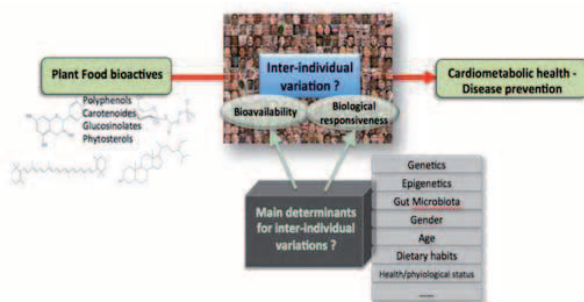 Plant Food bioactives
Polyphenols
Carotenoides
Glucosinolates
Phytosterols
Inter-individual
variation ?
Bioavailability
Biological
responsiveness
Cardiometabolic health -
Disease prevention
Main determinants
for inter-individual
variations ?
Genetics
Epigenetics
Gut Microbiota
Gender
Age
Dietary habits
Health/phyiological status
......